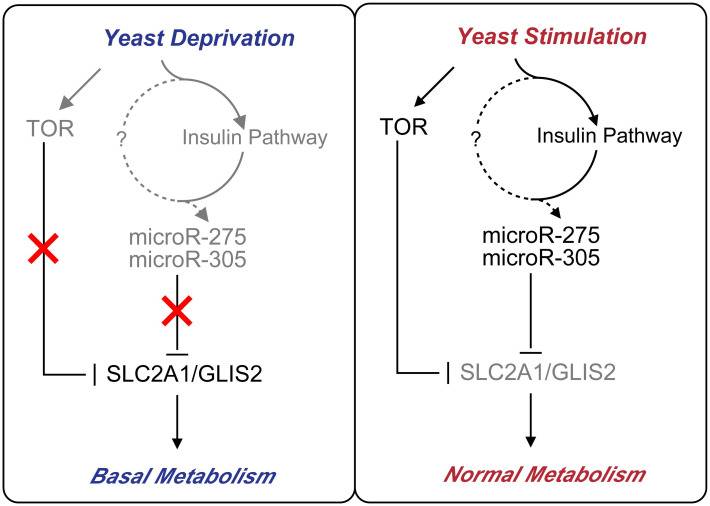 Yeast Deprivation
TOR
?
Insulin Pathway
microR-275
microR-305
SLC2A1/GLIS2
Basal Metabolism
Yeast Stimulation
TOR
?
Insulin Pathway
microR-275
microR-305
SLC2A1/GLIS2
Normal Metabolism